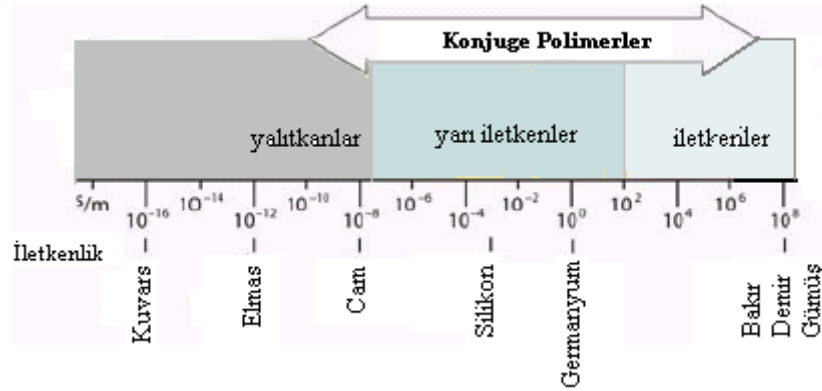 Konjuge Polimerler
yalıtkanlar
yarı iletkenler
iletkenler
S/m
10⁻¹⁶
10⁻¹⁴
10⁻¹²
10⁻¹⁰
10⁻⁸
10⁻⁶
10⁻⁴
10⁻²
10⁰
10²
10⁴
10⁶
10⁸
İletkenlik
Kuvars
Elmas
Cam
Silikon
Germanyum
Bakır
Demir
Gümüş